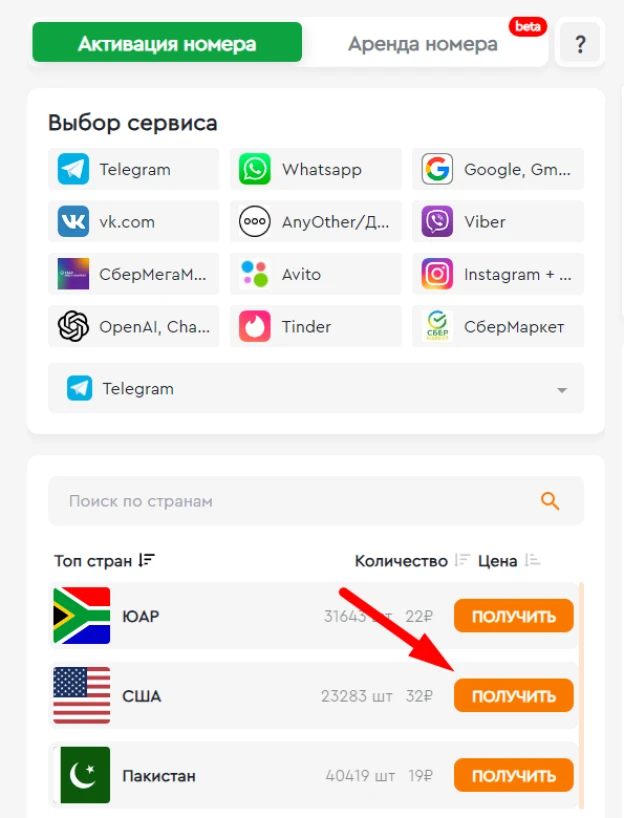 Активация номера
Аренда номера
beta
?
Выбор сервиса
Telegram
Whatsapp
Google, Gm...
vk.com
AnyOther/Д...
Viber
СберМегаМ...
Avito
Instagram + ...
OpenAI, Cha...
Tinder
СБЕР
СберМаркет
Telegram
Поиск по странам
Топ стран
Количество
Цена
ЮАР
31643 шт 22₽
ПОЛУЧИТЬ
США
23283 шт 32₽
ПОЛУЧИТЬ
Пакистан
40419 шт 19₽
ПОЛУЧИТЬ